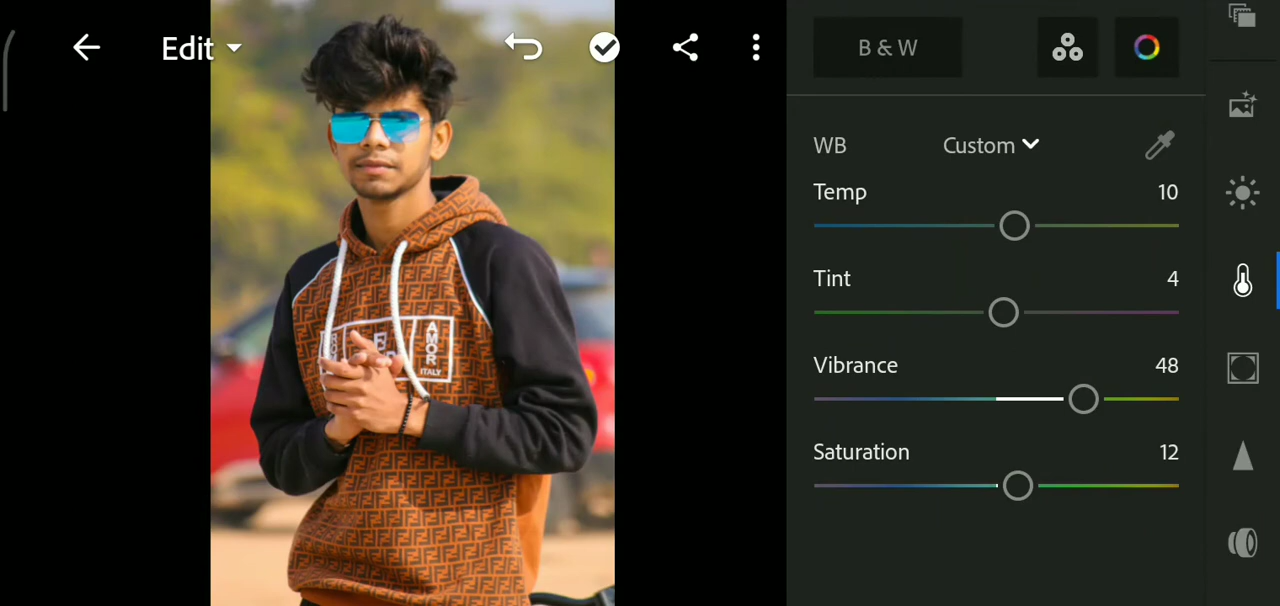 Edit
B & W
WB Custom
Temp 10
Tint 4
Vibrance 48
Saturation 12
AMOR
ITALY